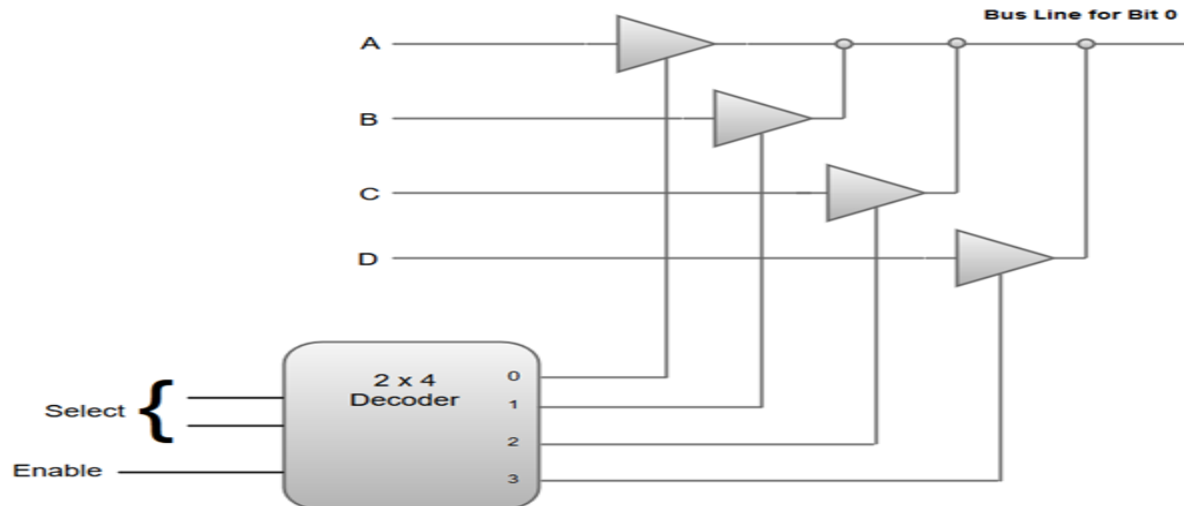 Bus Line for Bit 0
A
B
C
D
2 x 4
Decoder
0
1
2
3
Select {
Enable